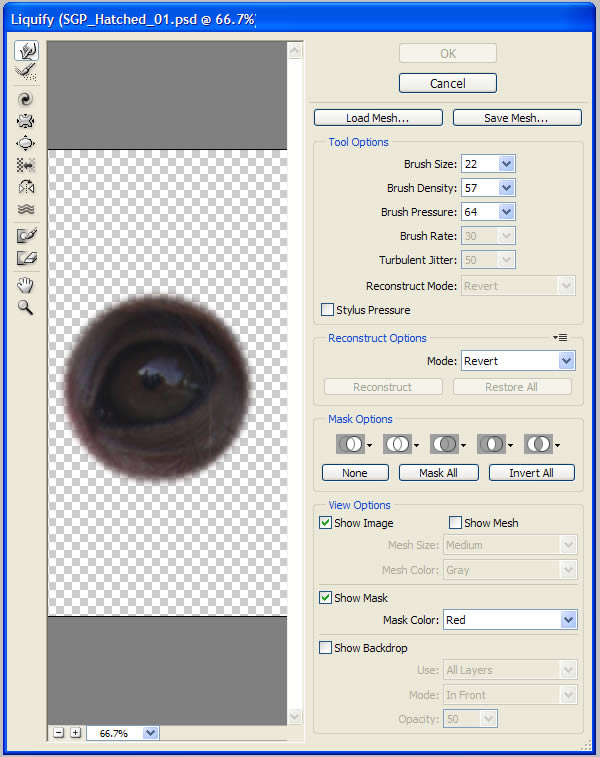 Liquify (SGP_Hatched_01.psd @ 66.7%)
OK
Cancel
Load Mesh... Save Mesh...
Tool Options
Brush Size: 22
Brush Density: 57
Brush Pressure: 64
Brush Rate: 30
Turbulent Jitter: 50
Reconstruct Mode: Revert
Stylus Pressure
Reconstruct Options
Mode: Revert
Reconstruct Restore All
Mask Options
None Mask All Invert All
View Options
Show Image Show Mesh
Mesh Size: Medium
Mesh Color: Gray
Show Mask
Mask Color: Red
Show Backdrop
Use: All Layers
Mode: In Front
Opacity: 50
66.7%